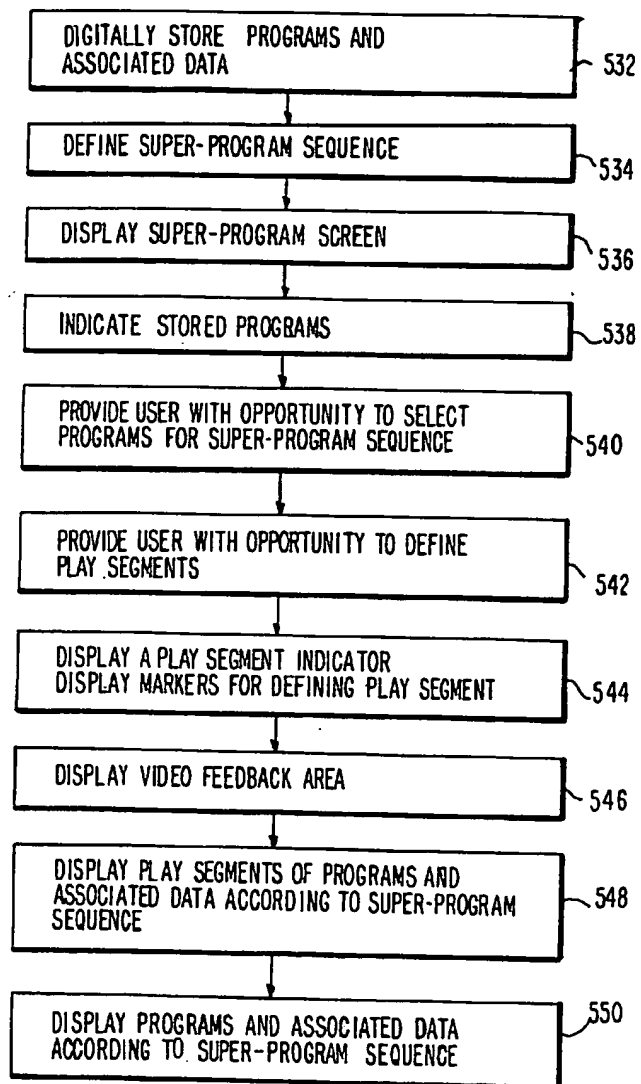 DIGITALLY STORE PROGRAMS AND
ASSOCIATED DATA
532
DEFINE SUPER-PROGRAM SEQUENCE
534
DISPLAY SUPER-PROGRAM SCREEN
536
INDICATE STORED PROGRAMS
538
PROVIDE USER WITH OPPORTUNITY TO SELECT
PROGRAMS FOR SUPER-PROGRAM SEQUENCE
540
PROVIDE USER WITH OPPORTUNITY TO DEFINE
PLAY SEGMENTS
542
DISPLAY A PLAY SEGMENT INDICATOR
DISPLAY MARKERS FOR DEFINING PLAY SEGMENT
544
DISPLAY VIDEO FEEDBACK AREA
546
DISPLAY PLAY SEGMENTS OF PROGRAMS AND
ASSOCIATED DATA ACCORDING TO SUPER-PROGRAM
SEQUENCE
548
DISPLAY PROGRAMS AND ASSOCIATED DATA
ACCORDING TO SUPER-PROGRAM SEQUENCE
550